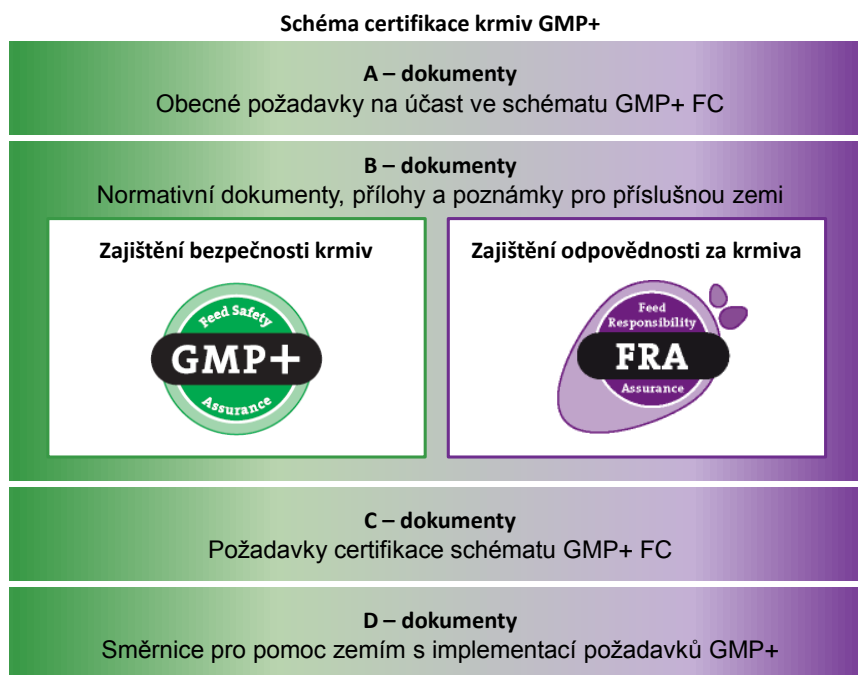 Schéma certifikace krmiv GMP+
A – dokumenty
Obecné požadavky na účast ve schématu GMP+ FC
B – dokumenty
Normativní dokumenty, přílohy a poznámky pro příslušnou zemi
Zajištění bezpečnosti krmiv
Feed Safety
GMP+
Assurance
Zajištění odpovědnosti za krmiva
Feed
Responsibility
FRA
Assurance
C – dokumenty
Požadavky certifikace schématu GMP+ FC
D – dokumenty
Směrnice pro pomoc zemím s implementací požadavků GMP+